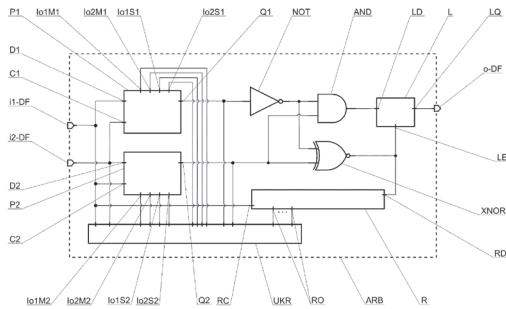 P1 Io1M1 Io2M1 Io1S1 Io2S1 Q1 NOT AND LD L LQ
D1
o-DF
C1
i1-DF
i2-DF
LE
D2
XNOR
P2
RD
C2
Io1M2 Io2M2 Io1S2 Io2S2 Q2 RC UKR RO ARB R